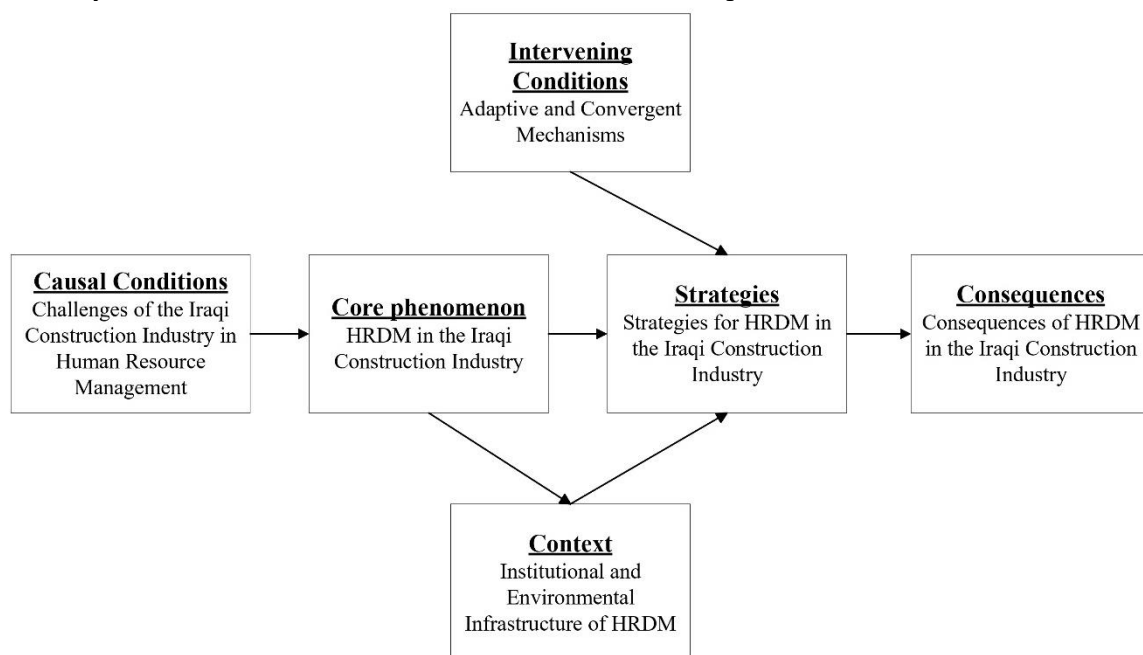 Intervening
Conditions
Adaptive and Convergent
Mechanisms
Causal Conditions
Challenges of the Iraqi
Construction Industry in
Human Resource
Management
Core phenomenon
HRDM in the Iraqi
Construction Industry
Strategies
Strategies for HRDM in
the Iraqi Construction
Industry
Consequences
Consequences of HRDM
in the Iraqi Construction
Industry
Context
Institutional and
Environmental
Infrastructure of HRDM